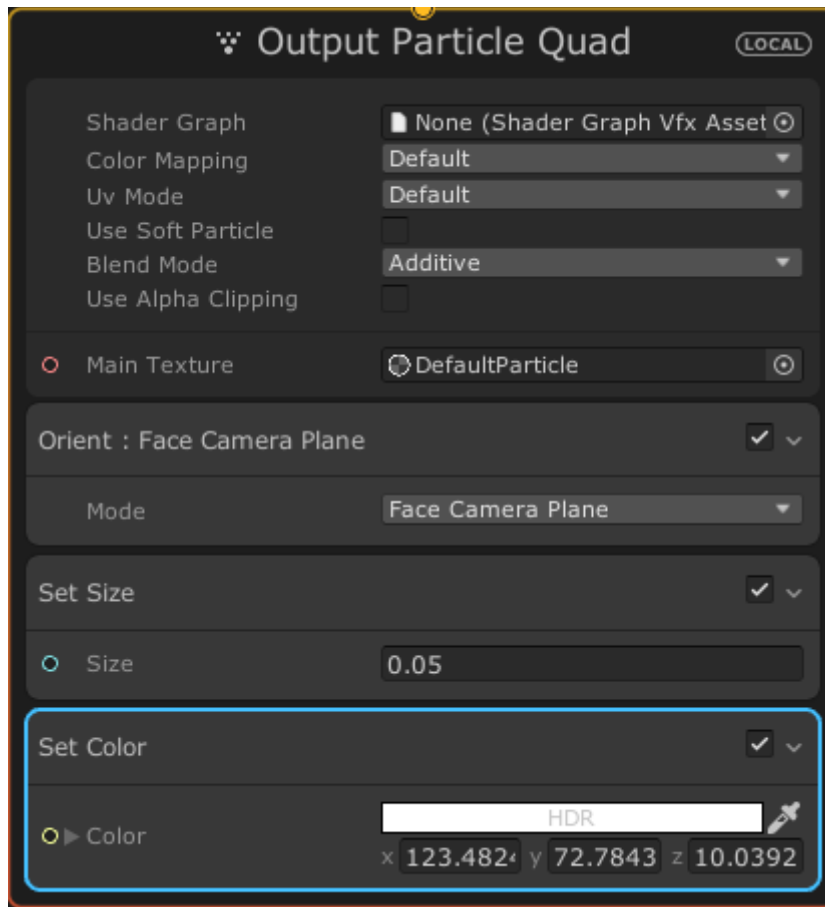 Output Particle Quad LOCAL
Shader Graph None (Shader Graph Vfx Asset
Color Mapping Default
Uv Mode Default
Use Soft Particle
Blend Mode Additive
Use Alpha Clipping
Main Texture DefaultParticle
Orient : Face Camera Plane
Mode Face Camera Plane
Set Size
Size 0.05
Set Color
HDR
Color
x 123.482 y 72.7843 z 10.0392